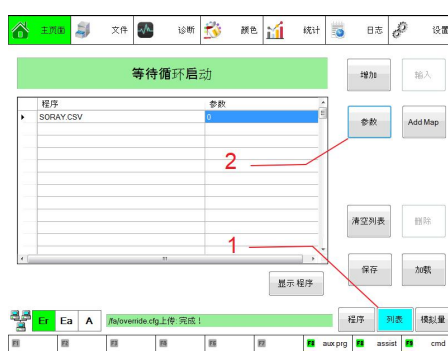 主页面 文件 诊断 颜色 统计 日志 设置
等待循环启动
增加 输入
程序 参数
SORAY.CSV 0
参数 Add Map
2
清空列表 删除
1
保存 加载
显示 程序
Er Ea A /fa/override.cfg上传: 完成！ 程序 列表 模拟量
F1 F2 F3 F4 F5 F6 F7 F8 aux prg F9 assist F10 cmd